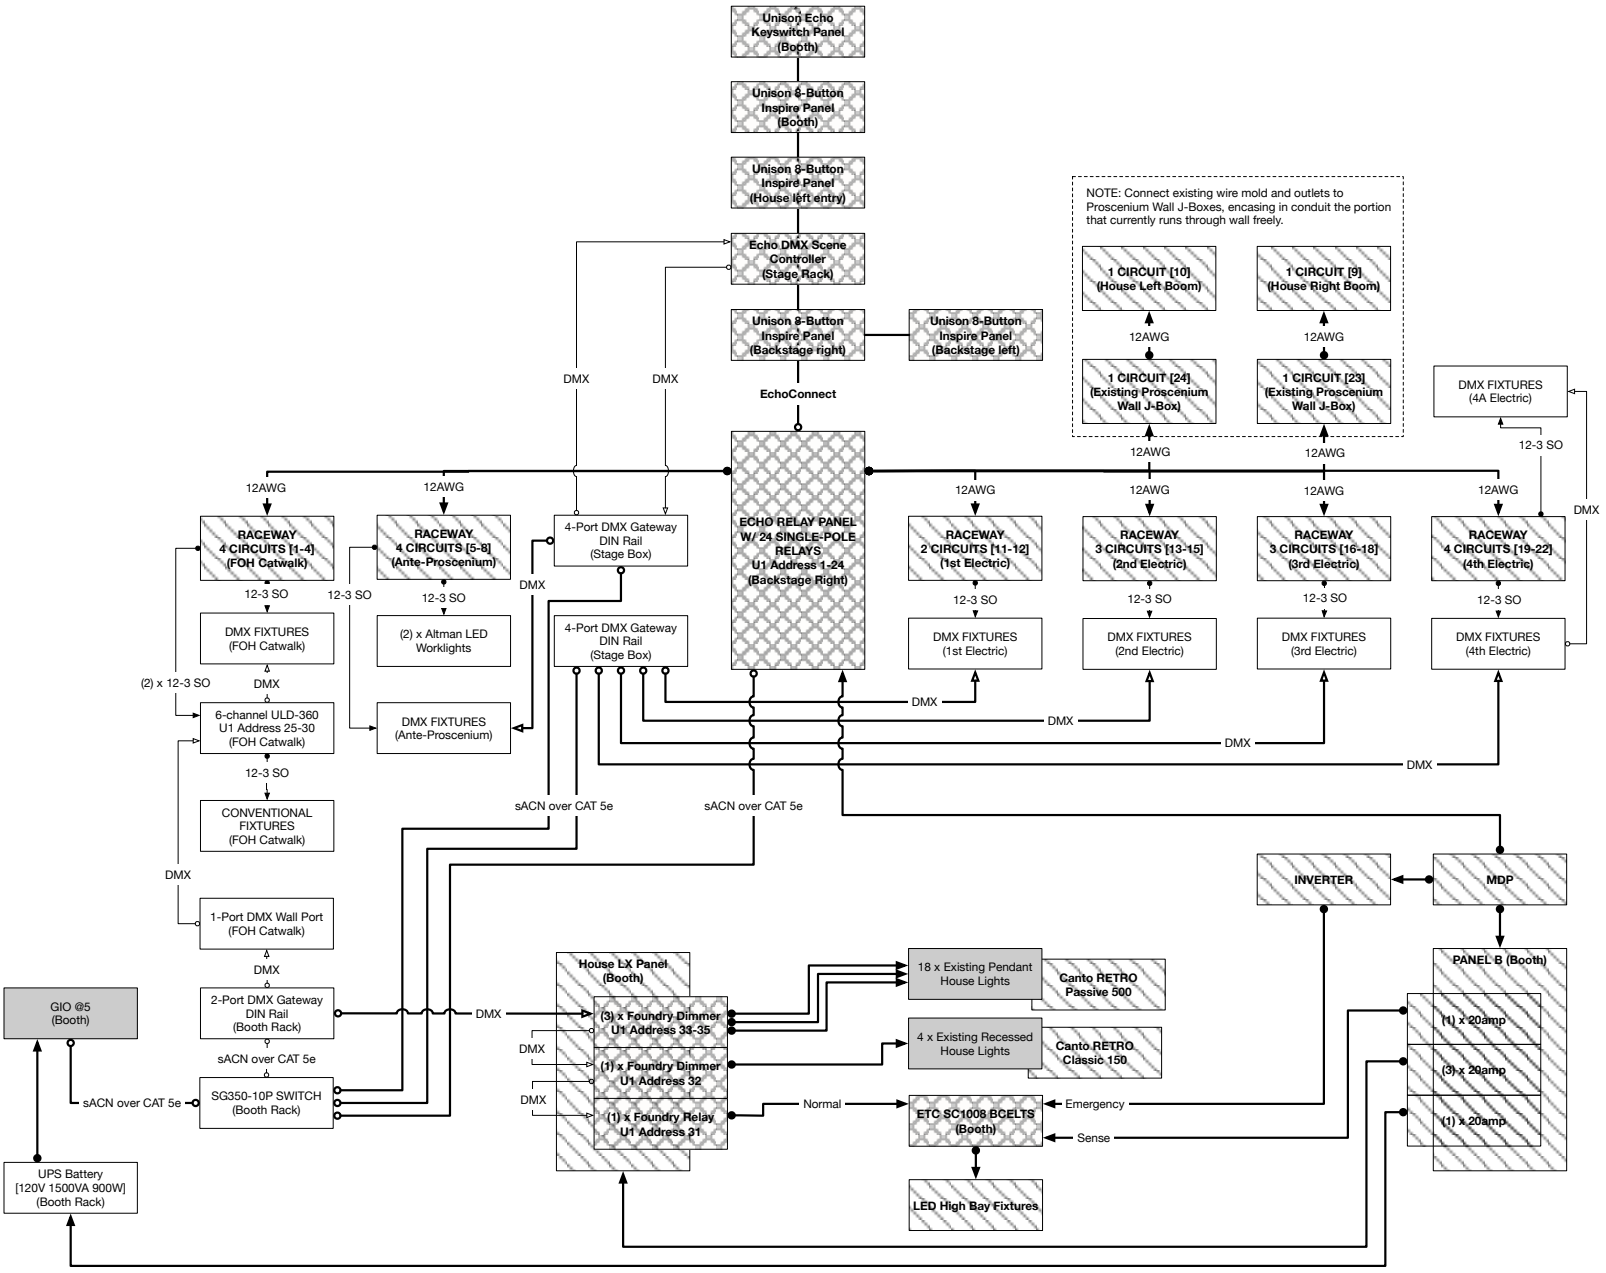 Unison Echo
Keyswitch Panel
(Booth)
Unison 8-Button
Inspire Panel
(Booth)
Unison 8-Button
Inspire Panel
(House left entry)
Echo DMX Scene
Controller
(Stage Rack)
Unison 8-Button
Inspire Panel
(Backstage right)
Unison 8-Button
Inspire Panel
(Backstage left)
NOTE: Connect existing wire mold and outlets to
Proscenium Wall J-Boxes, encasing in conduit the portion
that currently runs through wall freely.
1 CIRCUIT [10]
(House Left Boom)
1 CIRCUIT [9]
(House Right Boom)
12AWG
12AWG
1 CIRCUIT [24]
(Existing Proscenium
Wall J-Box)
1 CIRCUIT [23]
(Existing Proscenium
Wall J-Box)
DMX FIXTURES
(4A Electric)
DMX
DMX
EchoConnect
12-3 SO
12AWG
12AWG
12AWG
12AWG
12AWG
12AWG
12AWG
12AWG
DMX
RACEWAY
4 CIRCUITS [1-4]
(FOH Catwalk)
RACEWAY
4 CIRCUITS [5-8]
(Ante-Proscenium)
4-Port DMX Gateway
DIN Rail
(Stage Box)
ECHO RELAY PANEL
W/ 24 SINGLE-POLE
RELAYS
U1 Address 1-24
(Backstage Right)
RACEWAY
2 CIRCUITS [11-12]
(1st Electric)
RACEWAY
3 CIRCUITS [13-15]
(2nd Electric)
RACEWAY
3 CIRCUITS [16-18]
(3rd Electric)
RACEWAY
4 CIRCUITS [19-22]
(4th Electric)
12-3 SO
12-3 SO
12-3 SO
DMX
12-3 SO
12-3 SO
12-3 SO
12-3 SO
DMX FIXTURES
(FOH Catwalk)
(2) x Altman LED
Worklights
4-Port DMX Gateway
DIN Rail
(Stage Box)
DMX FIXTURES
(1st Electric)
DMX FIXTURES
(2nd Electric)
DMX FIXTURES
(3rd Electric)
DMX FIXTURES
(4th Electric)
(2) x 12-3 SO
DMX
6-channel ULD-360
U1 Address 25-30
(FOH Catwalk)
DMX FIXTURES
(Ante-Proscenium)
DMX
DMX
DMX
DMX
12-3 SO
sACN over CAT 5e
sACN over CAT 5e
CONVENTIONAL
FIXTURES
(FOH Catwalk)
DMX
INVERTER
MDP
1-Port DMX Wall Port
(FOH Catwalk)
DMX
House LX Panel
(Booth)
18 x Existing Pendant
House Lights
Canto RETRO
Passive 500
PANEL B (Booth)
GIO @5
(Booth)
2-Port DMX Gateway
DIN Rail
(Booth Rack)
DMX
(3) x Foundry Dimmer
U1 Address 33-35
(1) x 20amp
4 x Existing Recessed
House Lights
Canto RETRO
Classic 150
DMX
sACN over CAT 5e
(1) x Foundry Dimmer
U1 Address 32
(3) x 20amp
SG350-10P SWITCH
(Booth Rack)
sACN over CAT 5e
DMX
(1) x Foundry Relay
U1 Address 31
Normal
ETC SC1008 BCELTS
(Booth)
Emergency
Sense
(1) x 20amp
UPS Battery
[120V 1500VA 900W]
(Booth Rack)
LED High Bay Fixtures